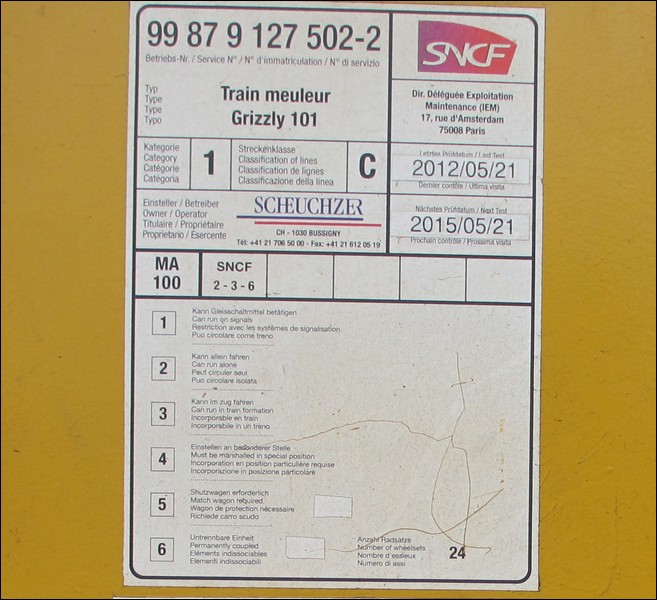 99 87 9 127 502-2
Betriebs-Nr. / Service N° / N° d'immatriculation / N° di servizio
SNCF
Typ
Type
Type
Typo
Train meuleur
Grizzly 101
Dir. Déléguée Exploitation
Maintenance (IEM)
17, rue d'Amsterdam
75008 Paris
Kategorie
Category
Catégorie
Categoria
1
Streckenklasse
Classification of lines
Classification de lignes
Classificazione della linea
C
Letztes Prüfdatum / Last Test
2012/05/21
Dernier contôle / Ultima visita
Einsteller / Betreiber
Owner / Operator
Titulaire / Propriétaire
Proprietario / Esercente
SCHEUCHZER
CH - 1030 BUSSIGNY
Tél: +41 21 706 50 00 - Fax: +41 21 612 05 19
Nächstes Prüfdatum / Next Test
2015/05/21
Prochain contrôle / Prossima visita
MA
100
SNCF
2 - 3 - 6
1
Kann Gleisschaltmittel betätigen
Can run on signals
Restriction avec les systèmes de signalisation
Puo circolare come treno
2
Kann allein fahren
Can run alone
Peut circuler seul
Puo circolare isolata
3
Kann im zug fahren
Can run in train formation
Incorporable en train
Incorporabile in un treno
4
Einstellen an besonderer Stelle
Must be marshalled in special position
Incorporation en position particulière requise
Incorporazione in posizione particolare
5
Shutzwagen erforderlich
Match wagon required
Wagon de protection nécessaire
Richiede carro scudo
6
Untrennbare Einheit
Permanently coupled
Eléments indissociables
Elementi indissociabili
Anzahl Radsätze
Number of wheelsets
Nombre d'essieux
Numero di assi
24